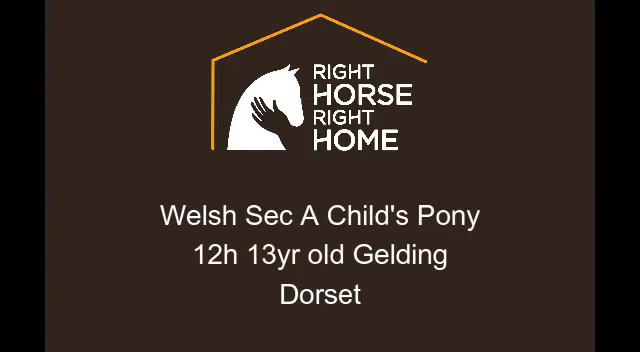 RIGHT
HORSE
RIGHT
HOME
Welsh Sec A Child's Pony
12h 13yr old Gelding
Dorset